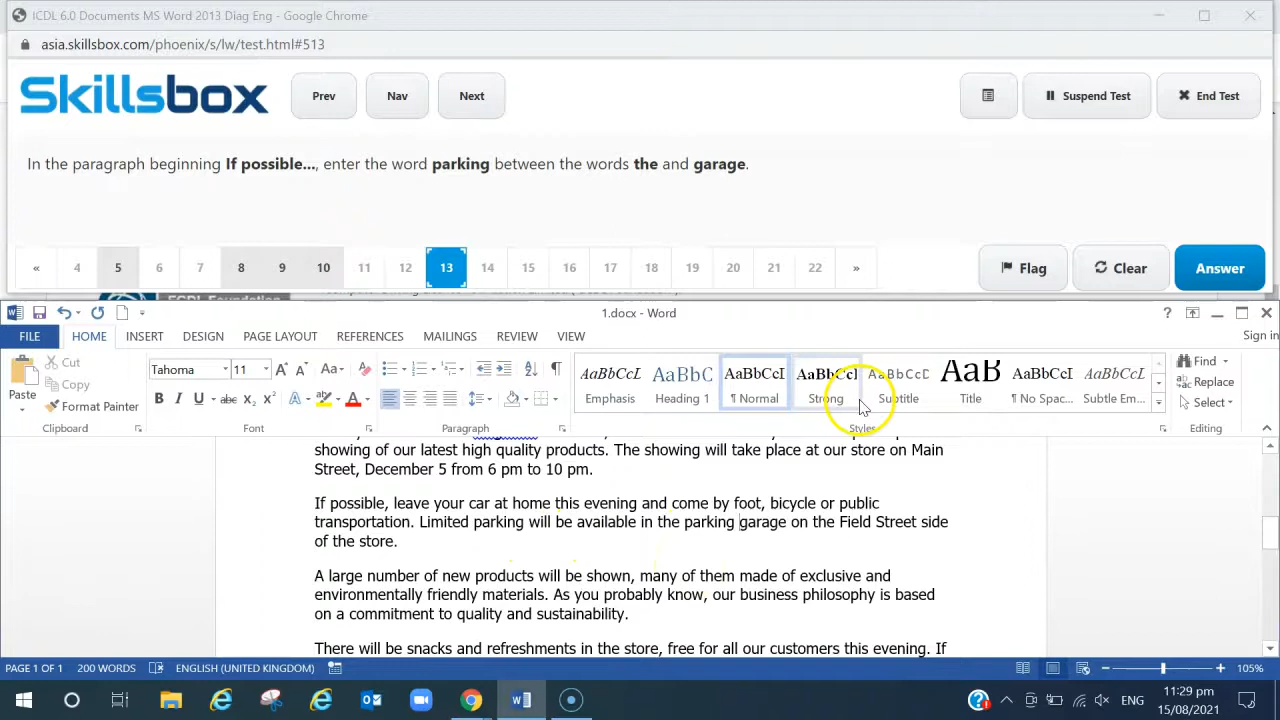 ICDL 6.0 Documents MS Word 2013 Diag Eng - Google Chrome
asia.skillsbox.com/phoenix/s/lw/test.html#513
Skillsbox Prev Nav Next Suspend Test End Test
In the paragraph beginning If possible..., enter the word parking between the words the and garage.
« 4 5 6 7 8 9 10 11 12 13 14 15 16 17 18 19 20 21 22 » Flag Clear Answer
ECDL Foundation
1.docx - Word
FILE HOME INSERT DESIGN PAGE LAYOUT REFERENCES MAILINGS REVIEW VIEW Sign in
Paste Cut Copy Format Painter
Clipboard
Tahoma 11
Font
Paragraph
AaBbCcI AaBbC AaBbCcI AaBbCcI AaBbCcD AaB AaBbCcI AaBbCcI
Emphasis Heading 1 ¶ Normal Strong Subtitle Title ¶ No Spac... Subtle Em...
Styles
Find
Replace
Select
Editing
showing of our latest high quality products. The showing will take place at our store on Main
Street, December 5 from 6 pm to 10 pm.
If possible, leave your car at home this evening and come by foot, bicycle or public
transportation. Limited parking will be available in the parking garage on the Field Street side
of the store.
A large number of new products will be shown, many of them made of exclusive and
environmentally friendly materials. As you probably know, our business philosophy is based
on a commitment to quality and sustainability.
There will be snacks and refreshments in the store, free for all our customers this evening. If
PAGE 1 OF 1 200 WORDS ENGLISH (UNITED KINGDOM) 105%
ENG 11:29 pm
15/08/2021